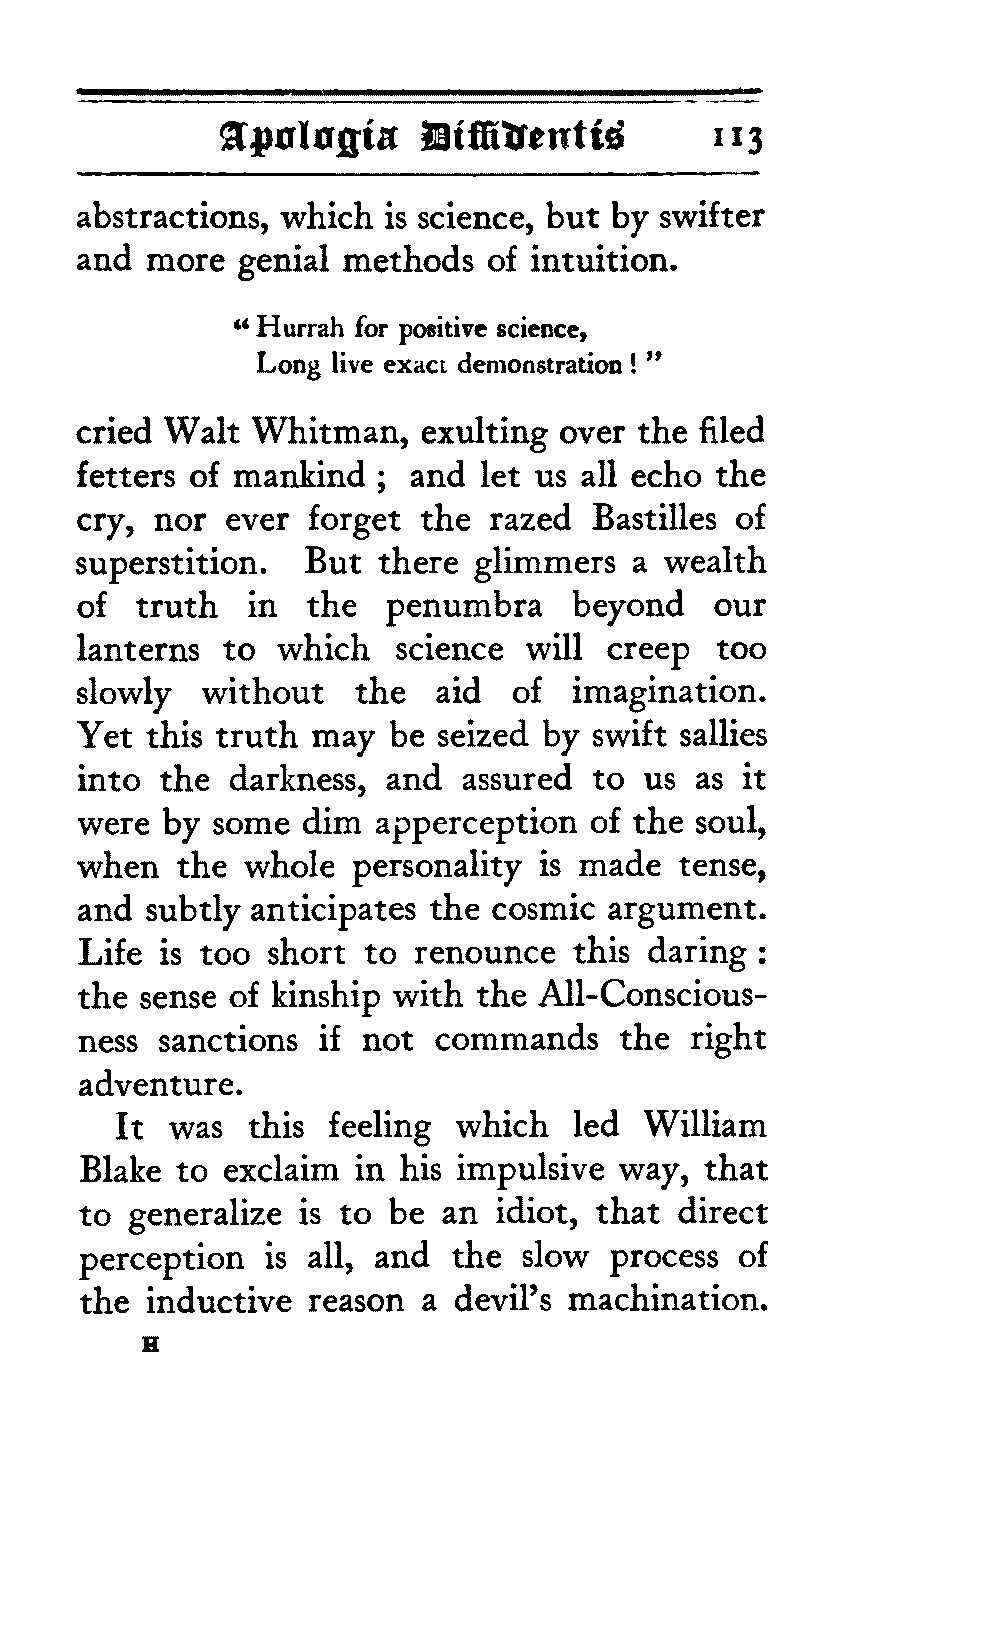 Apologia Diffidentis 113
abstractions, which is science, but by swifter
and more genial methods of intuition.
“ Hurrah for positive science,
Long live exact demonstration ! ”
cried Walt Whitman, exulting over the filed
fetters of mankind ; and let us all echo the
cry, nor ever forget the razed Bastilles of
superstition. But there glimmers a wealth
of truth in the penumbra beyond our
lanterns to which science will creep too
slowly without the aid of imagination.
Yet this truth may be seized by swift sallies
into the darkness, and assured to us as it
were by some dim apperception of the soul,
when the whole personality is made tense,
and subtly anticipates the cosmic argument.
Life is too short to renounce this daring :
the sense of kinship with the All-Conscious-
ness sanctions if not commands the right
adventure.
It was this feeling which led William
Blake to exclaim in his impulsive way, that
to generalize is to be an idiot, that direct
perception is all, and the slow process of
the inductive reason a devil’s machination.
H